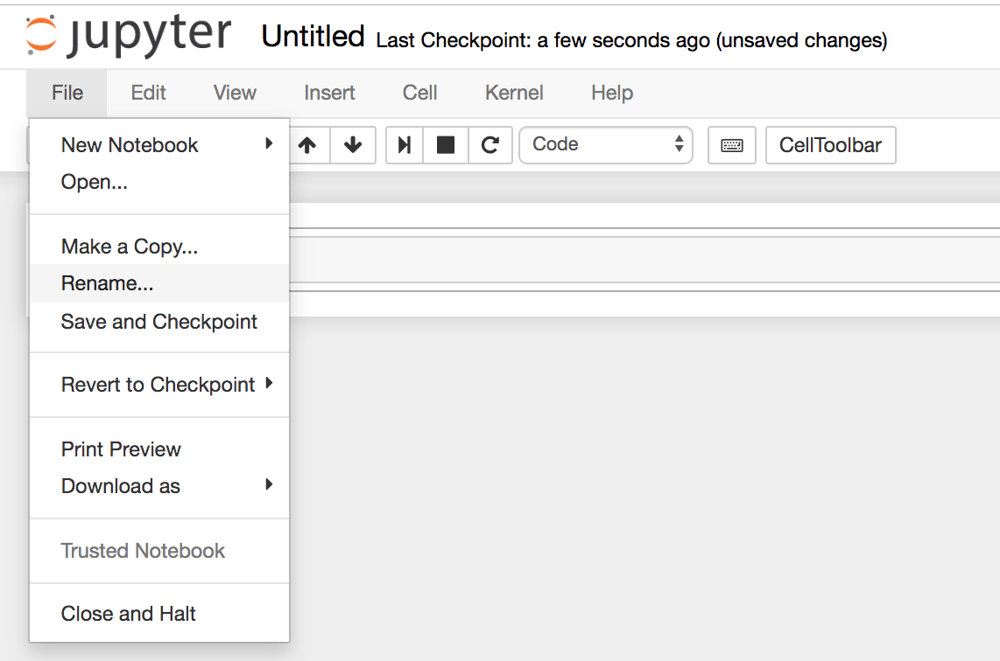 jupyter Untitled Last Checkpoint: a few seconds ago (unsaved changes)
File Edit View Insert Cell Kernel Help
Code CellToolbar
New Notebook
Open...
Make a Copy...
Rename...
Save and Checkpoint
Revert to Checkpoint
Print Preview
Download as
Trusted Notebook
Close and Halt